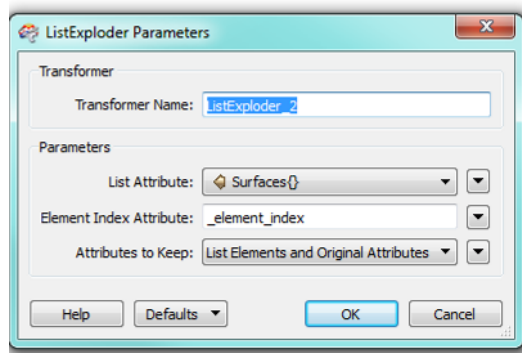 ListExploder Parameters
Transformer
Transformer Name: ListExploder_2
Parameters
List Attribute: Surfaces{}
Element Index Attribute: _element_index
Attributes to Keep: List Elements and Original Attributes
Help Defaults OK Cancel